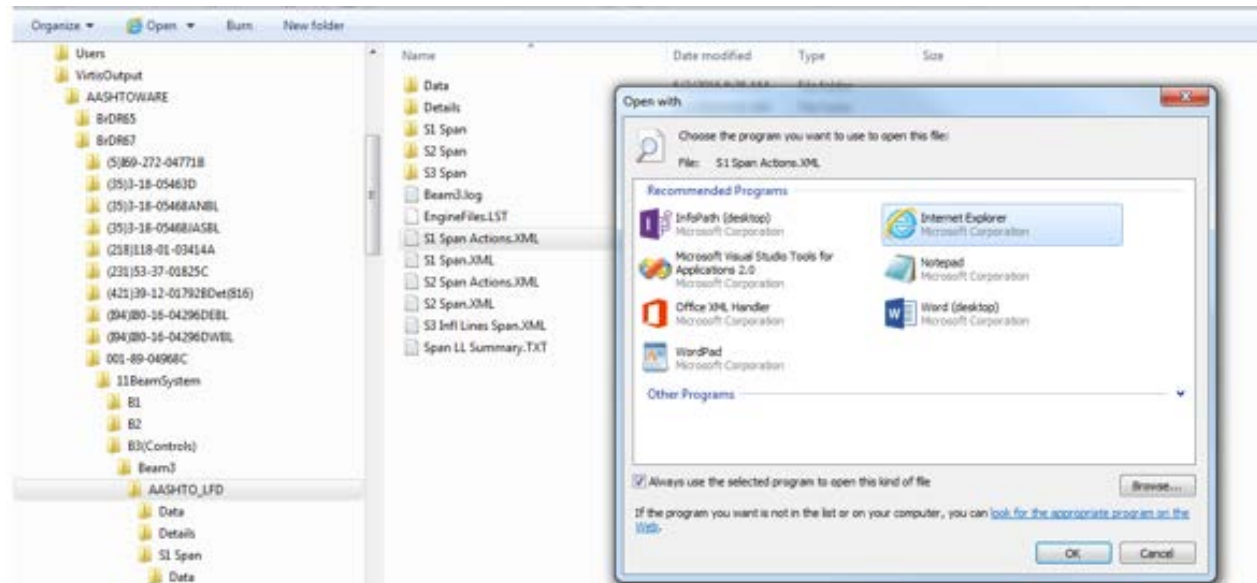 Organize
Open
Burn
New folder
Users
VirtisOutput
AASHTOWARE
BrDR65
BrDR67
(5)869-272-04771B
(35)3-18-05463D
(35)3-18-05468ANBL
(35)3-18-05468JASBL
(218)118-01-03414A
(231)53-37-01825C
(421)39-12-01792BDet(816)
(94)I80-16-04296DEBL
(94)I80-16-04296DWBL
001-89-04968C
11BeamSystem
B1
B2
B3(Controls)
Beam3
AASHTO_LFD
Data
Details
S1 Span
Data
Name
Date modified
Type
Size
Data
Details
S1 Span
S2 Span
S3 Span
Beam3.log
EngineFiles.LST
S1 Span Actions.XML
S1 Span.XML
S2 Span Actions.XML
S2 Span.XML
S3 Infl Lines Span.XML
Span LL Summary.TXT
Open with
Choose the program you want to use to open this file:
File: S1 Span Actions.XML
Recommended Programs
InfoPath (desktop)
Microsoft Corporation
Internet Explorer
Microsoft Corporation
Microsoft Visual Studio Tools for
Applications 2.0
Microsoft Corporation
Notepad
Microsoft Corporation
Office XML Handler
Microsoft Corporation
Word (desktop)
Microsoft Corporation
WordPad
Microsoft Corporation
Other Programs
Always use the selected program to open this kind of file
Browse...
If the program you want is not in the list or on your computer, you can look for the appropriate program on the
Web.
OK
Cancel